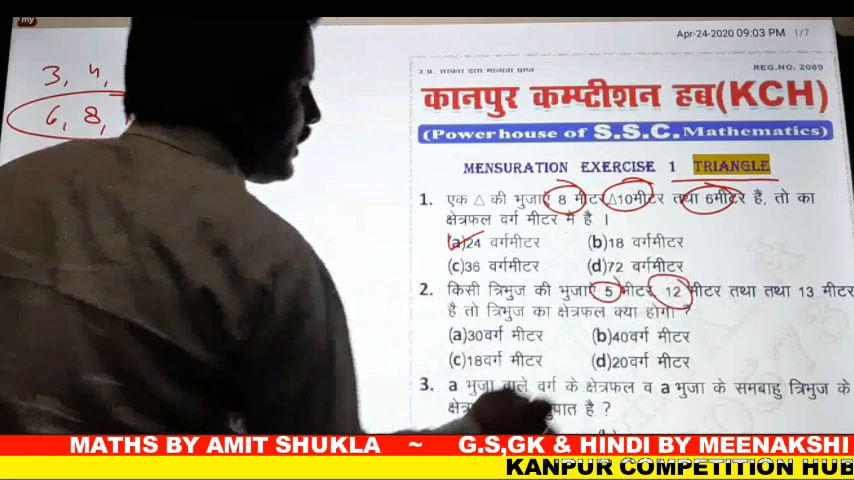 my
Apr-24-2020 09:03 PM 1/7
3, 4,
6, 8,
उ.प्र. सरकार द्वारा मान्यता प्राप्त REG.NO. 2089
कानपुर कम्प्टीशन हब(KCH)
(Powerhouse of S.S.C. Mathematics)
MENSURATION EXERCISE 1 TRIANGLE
1. एक △ की भुजाएं 8 मीटर △10मीटर तथा 6मीटर है, तो का
क्षेत्रफल वर्ग मीटर में है ।
(a)24 वर्गमीटर (b)18 वर्गमीटर
(c)36 वर्गमीटर (d)72 वर्गमीटर
2. किसी त्रिभुज की भुजाएं 5 मीटर, 12 मीटर तथा तथा 13 मीटर
है तो त्रिभुज का क्षेत्रफल क्या होगा ?
(a)30वर्ग मीटर (b)40वर्ग मीटर
(c)18वर्ग मीटर (d)20वर्ग मीटर
3. a भुजा वाले वर्ग के क्षेत्रफल व a भुजा के समबाहु त्रिभुज के
है ?
MATHS BY AMIT SHUKLA ~ G.S,GK & HINDI BY MEENAKSHI
KANPUR COMPETITION HUB